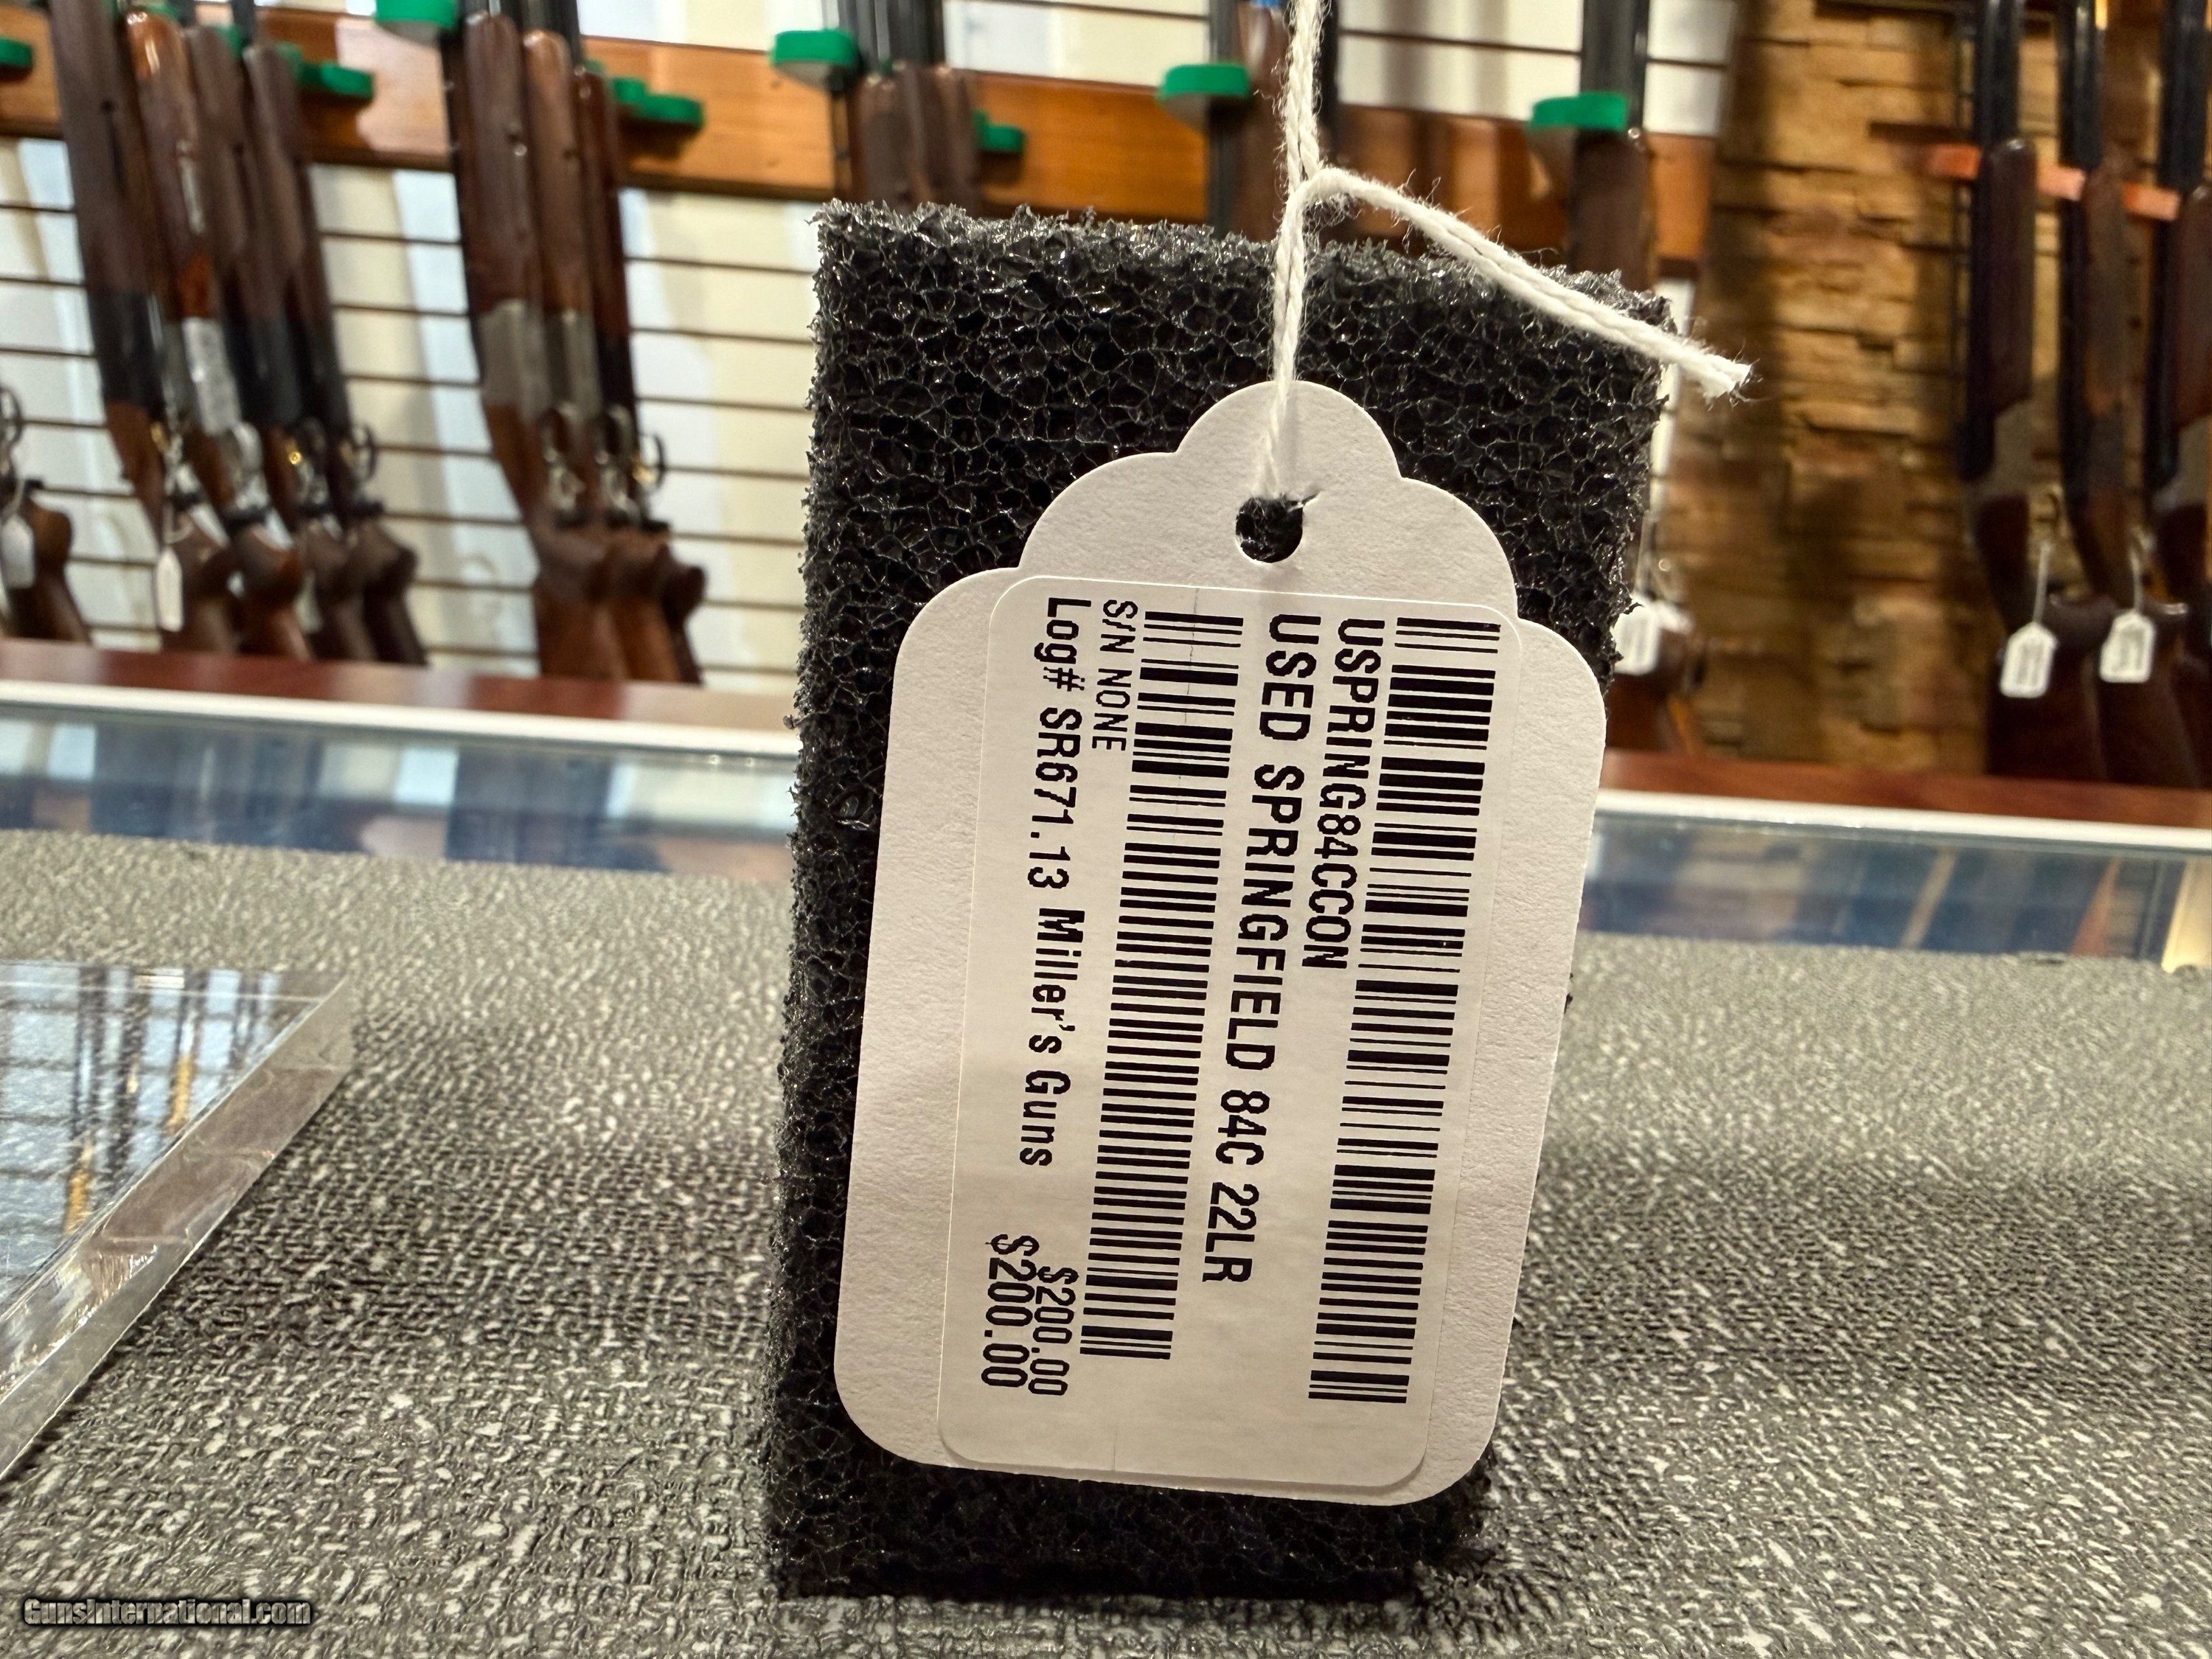 USPRING84CCON
USED SPRINGFIELD 84C 22LR
S/N NONE
Log# SR671.13 Miller's Guns
$200.00
$200.00
GunsInternational.com